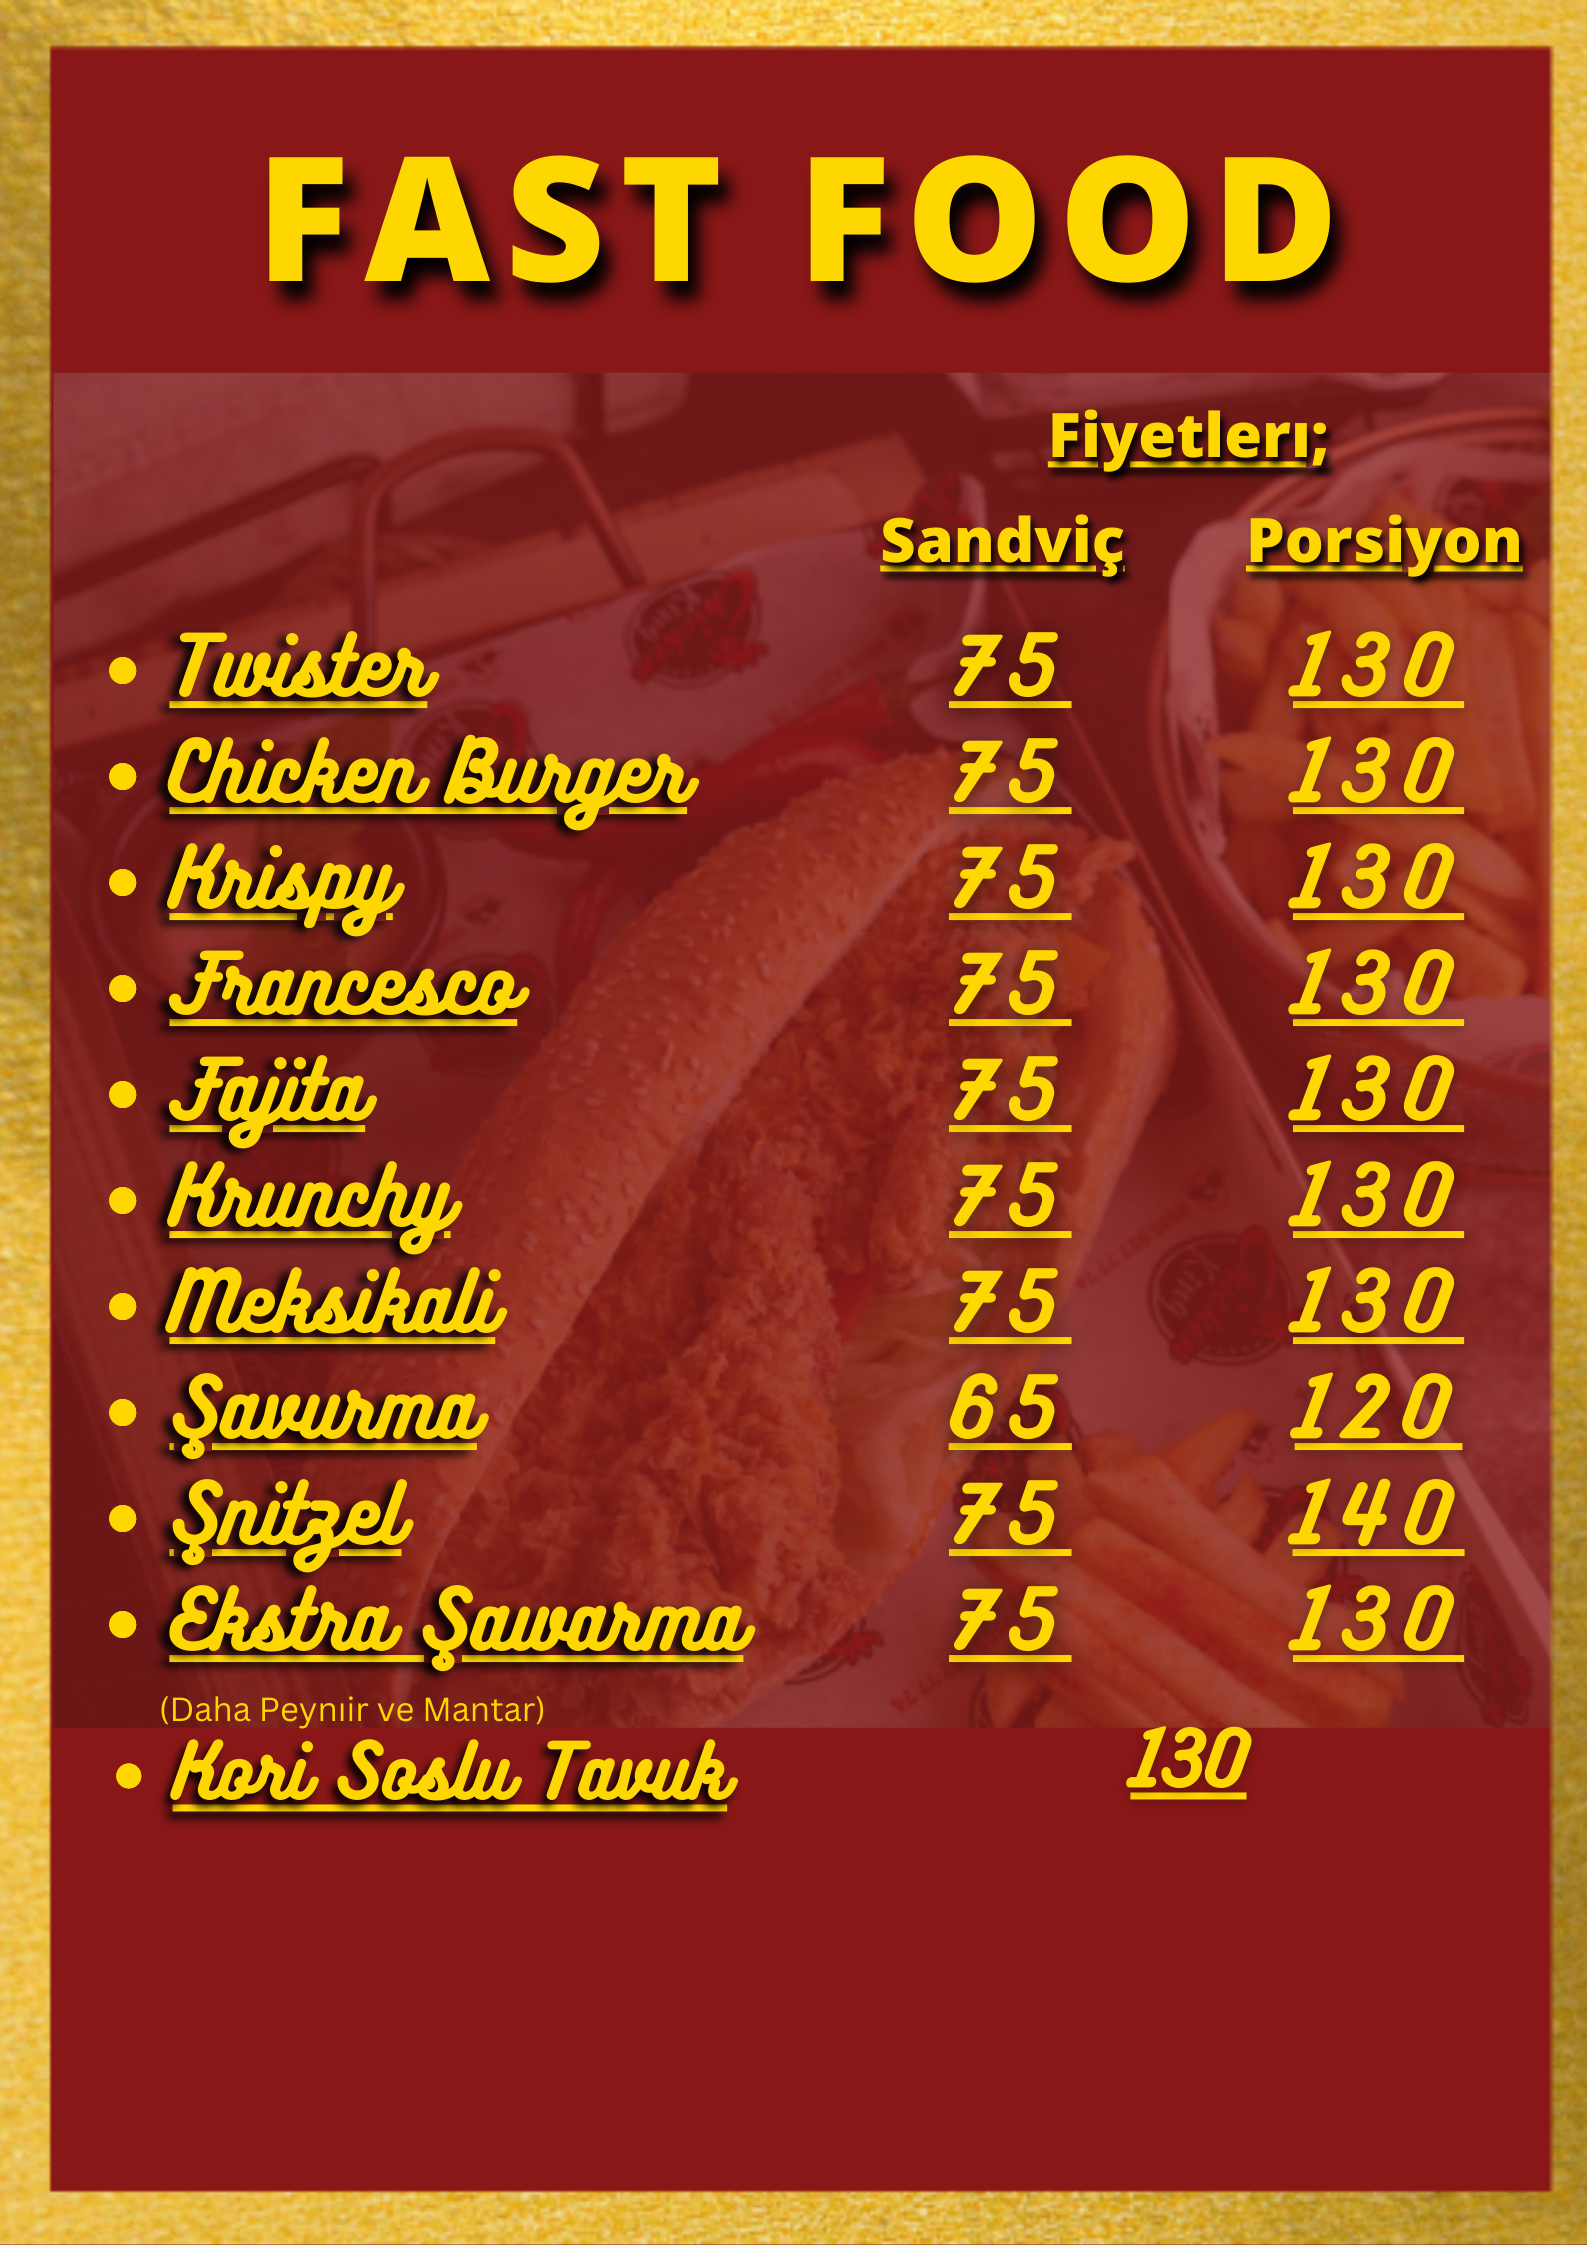 FAST FOOD
Fiyetlerı;
Sandviç Porsiyon
• Twister 75 130
• Chicken Burger 75 130
• Krispy 75 130
• Francesco 75 130
• Fajita 75 130
• Krunchy 75 130
• Meksikali 75 130
• Şavurma 65 120
• Şnitzel 75 140
• Ekstra Şawarma 75 130
(Daha Peynıir ve Mantar)
• Kori Soslu Tavuk 130